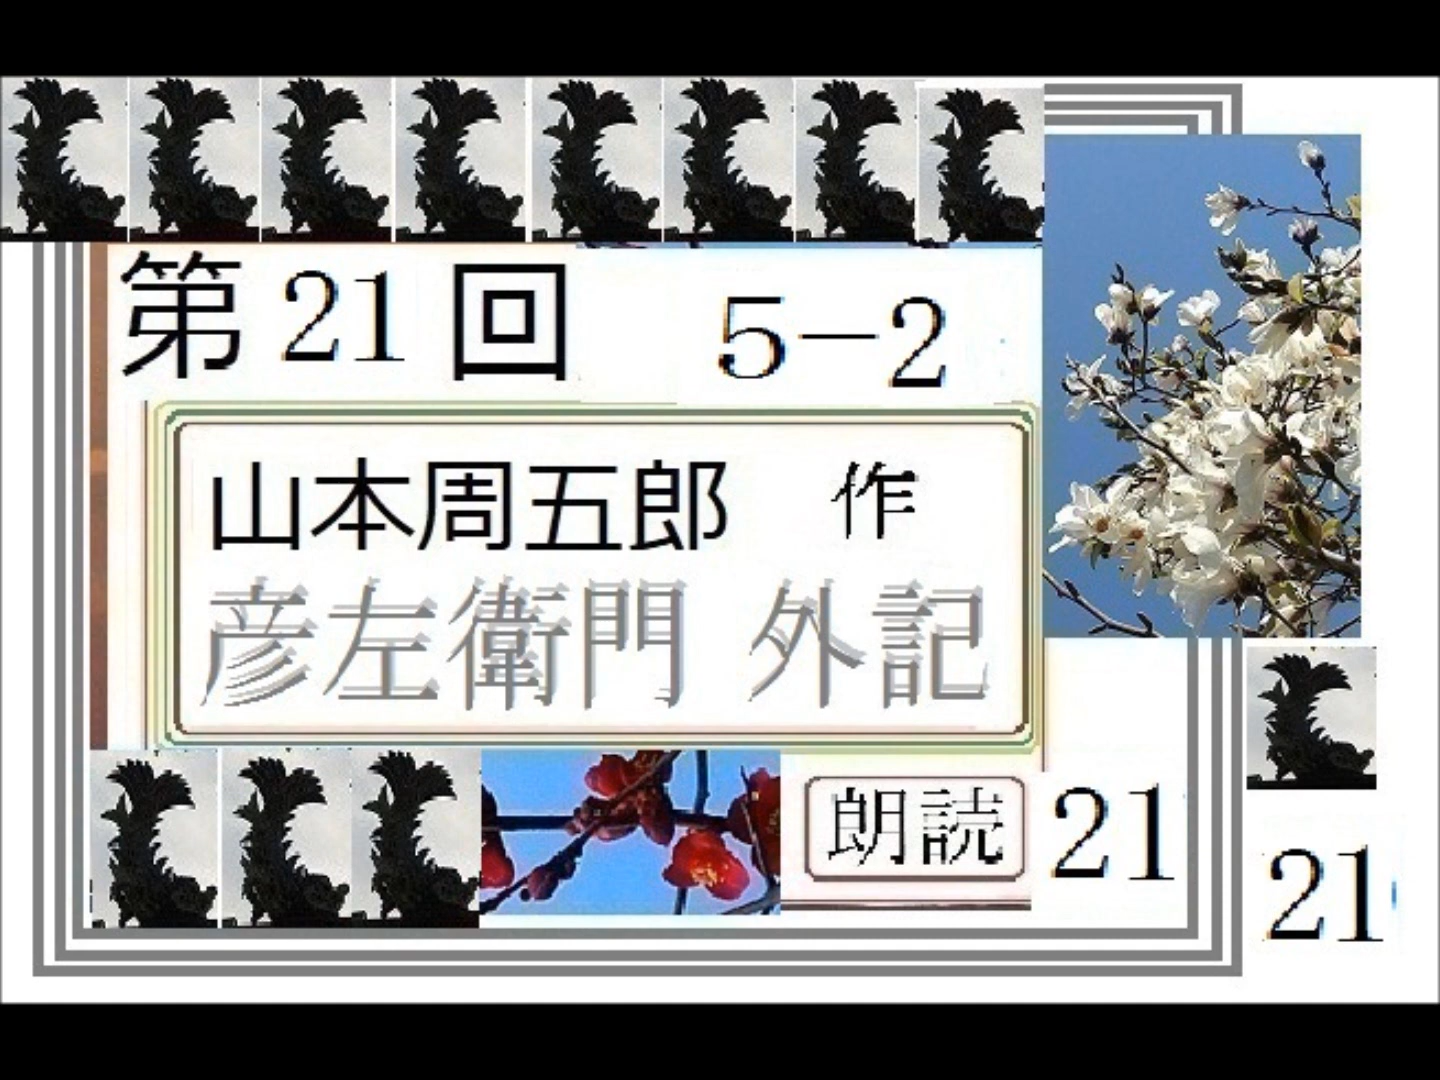 第21回 5-2
山本周五郎 作
彦左衛門 外記
朗読 21
21